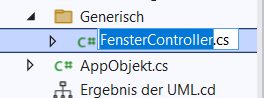 Generisch
C# FensterController.cs
C# AppObjekt.cs
Ergebnis der UML.cd